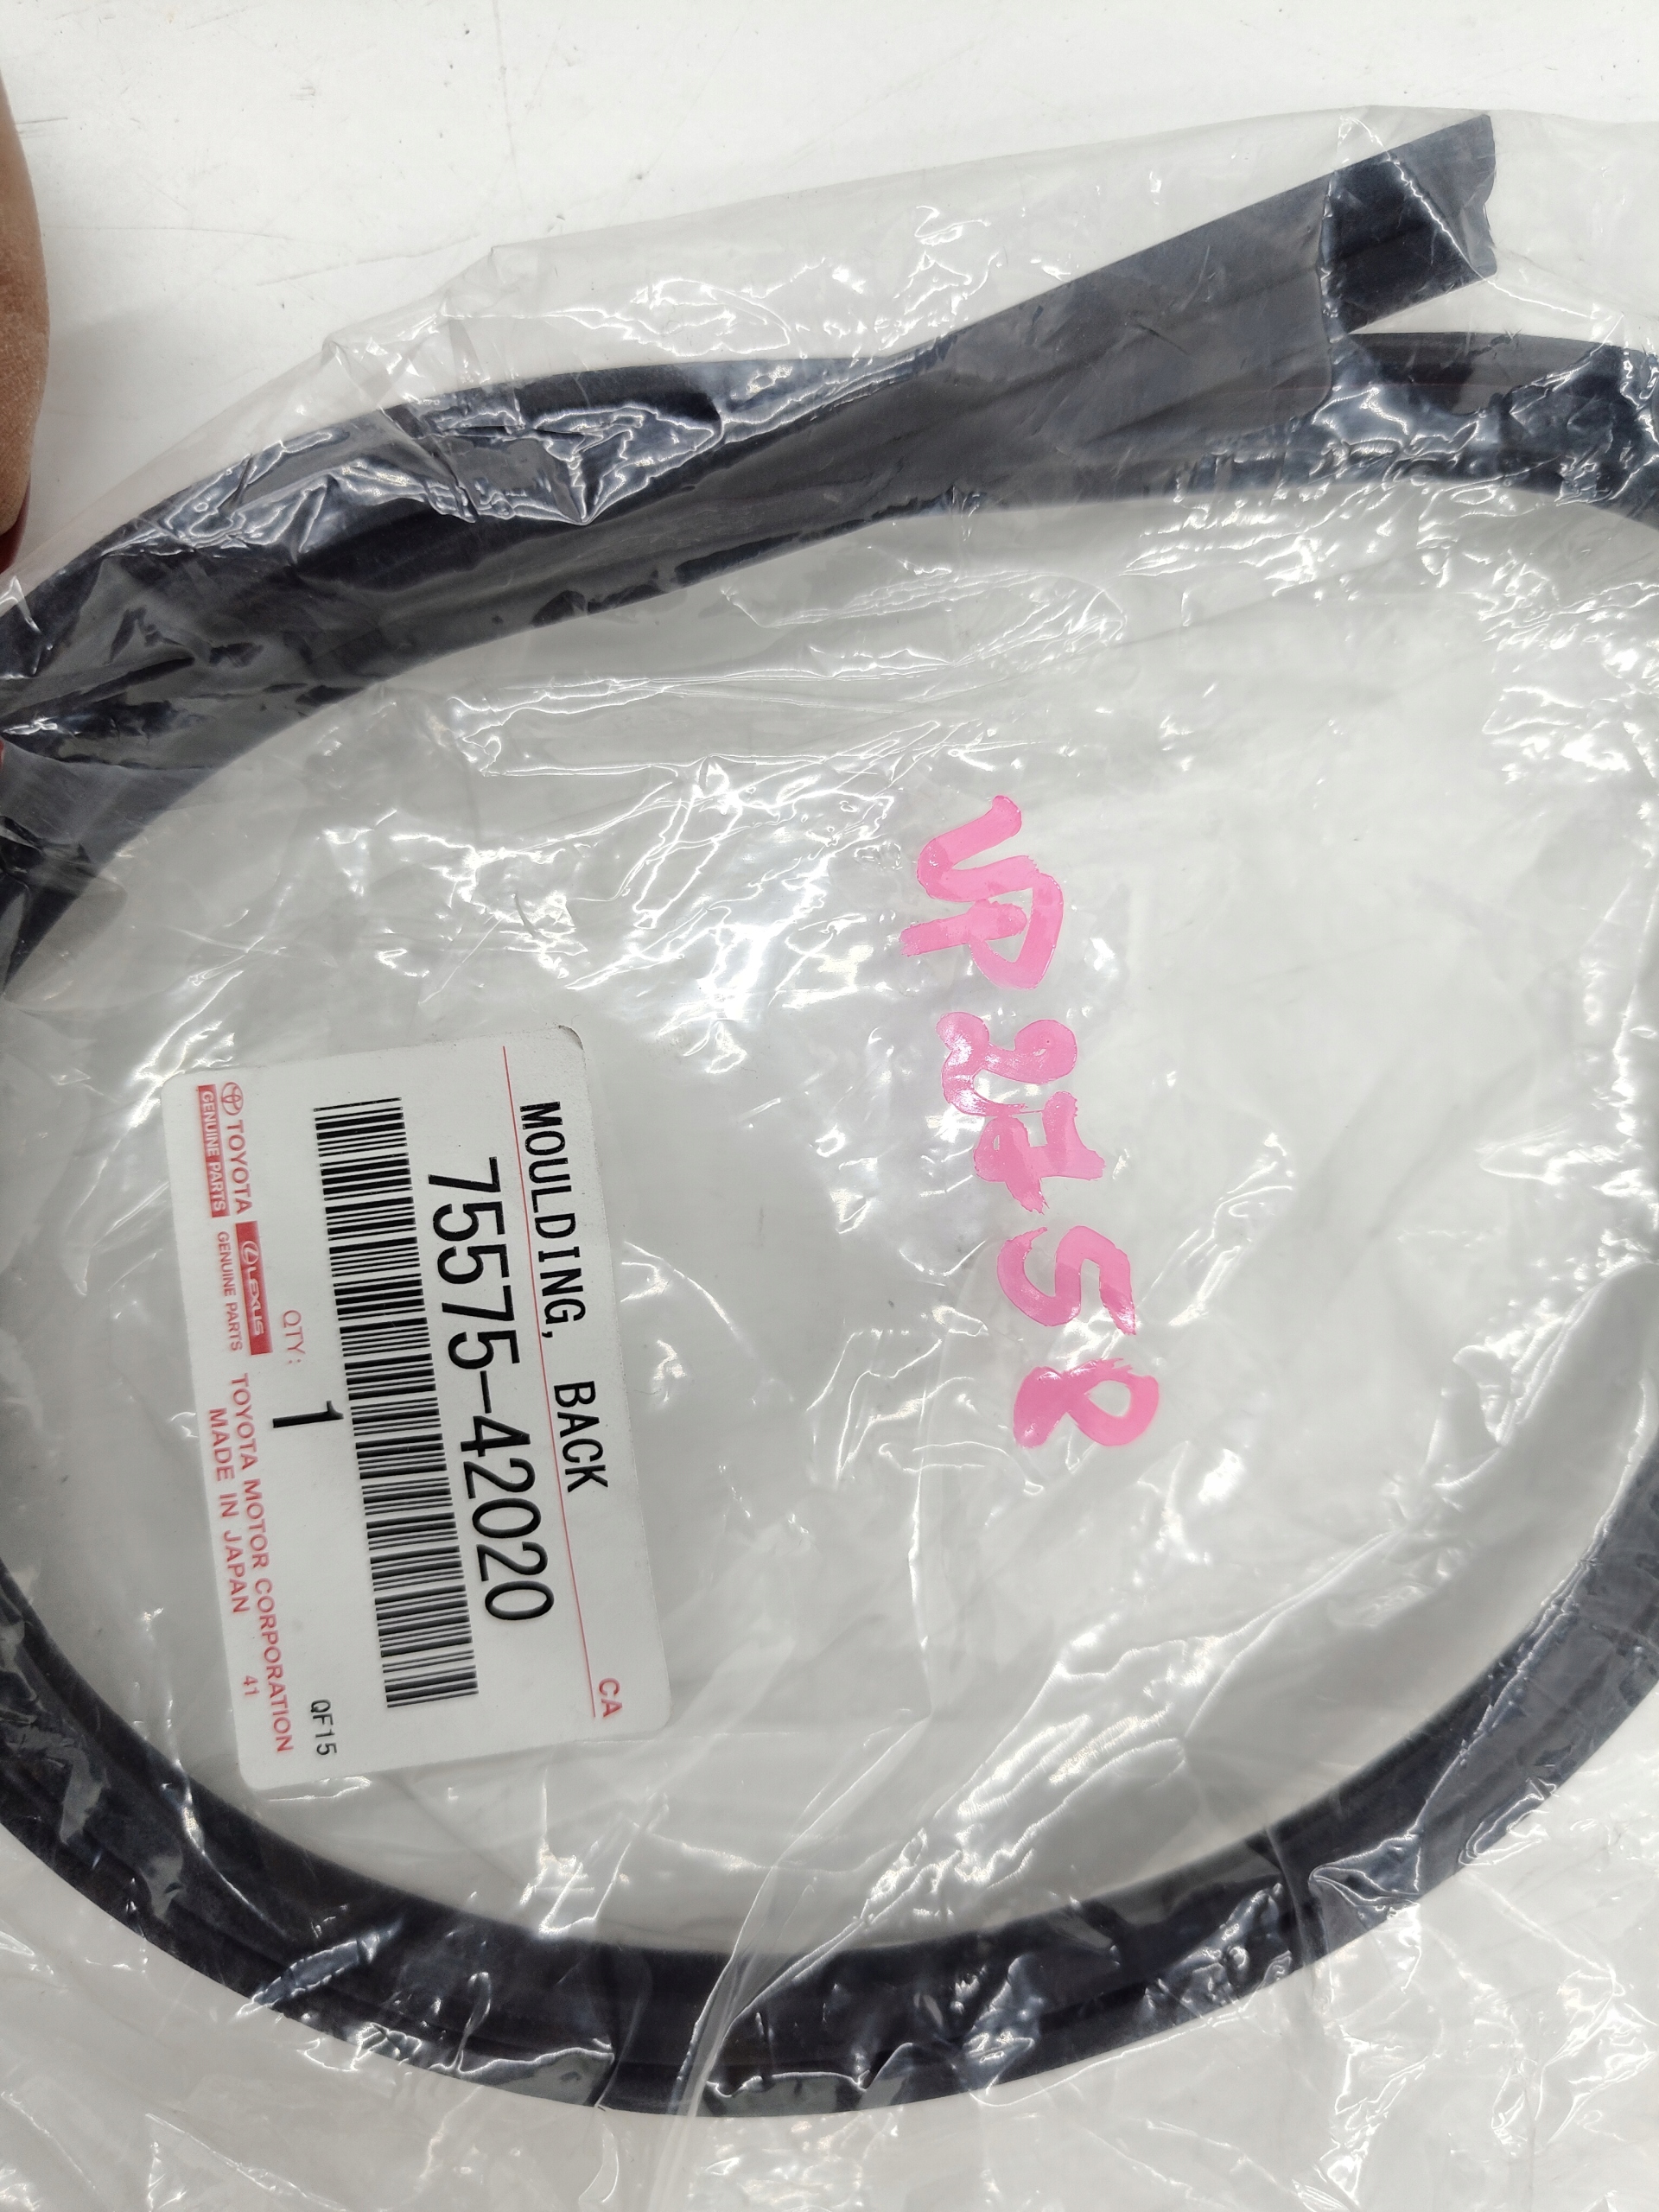 MOULDING, BACK
CA
75575-42020
QTY: 1
QF15
TOYOTA
GENUINE PARTS
LEXUS
GENUINE PARTS
TOYOTA MOTOR CORPORATION
MADE IN JAPAN
41